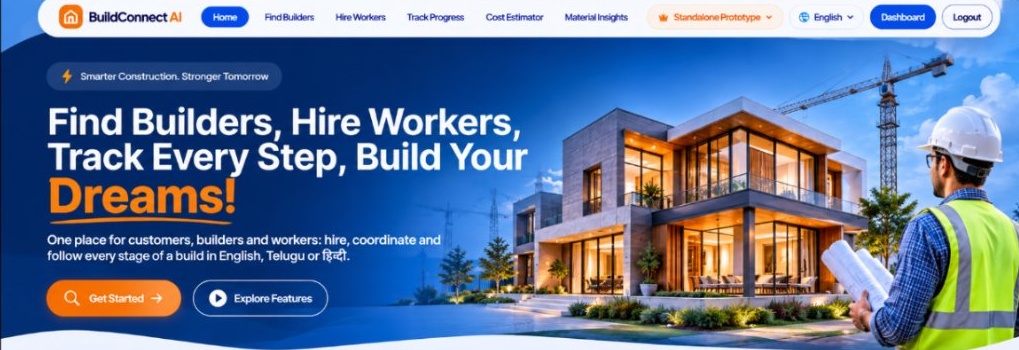 BuildConnect AI
Home
Find Builders
Hire Workers
Track Progress
Cost Estimator
Material Insights
Standalone Prototype
English
Dashboard
Logout
Smarter Construction. Stronger Tomorrow
Find Builders, Hire Workers,
Track Every Step, Build Your
Dreams!
One place for customers, builders and workers: hire, coordinate and
follow every stage of a build in English, Telugu or हिन्दी.
Get Started →
Explore Features